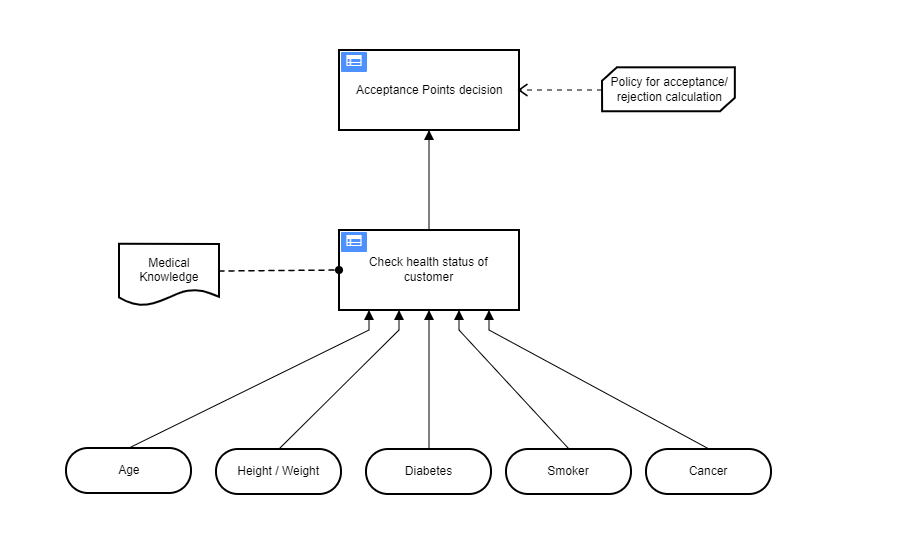 Acceptance Points decision
Policy for acceptance/
rejection calculation
Medical
Knowledge
Check health status of
customer
Age
Height / Weight
Diabetes
Smoker
Cancer